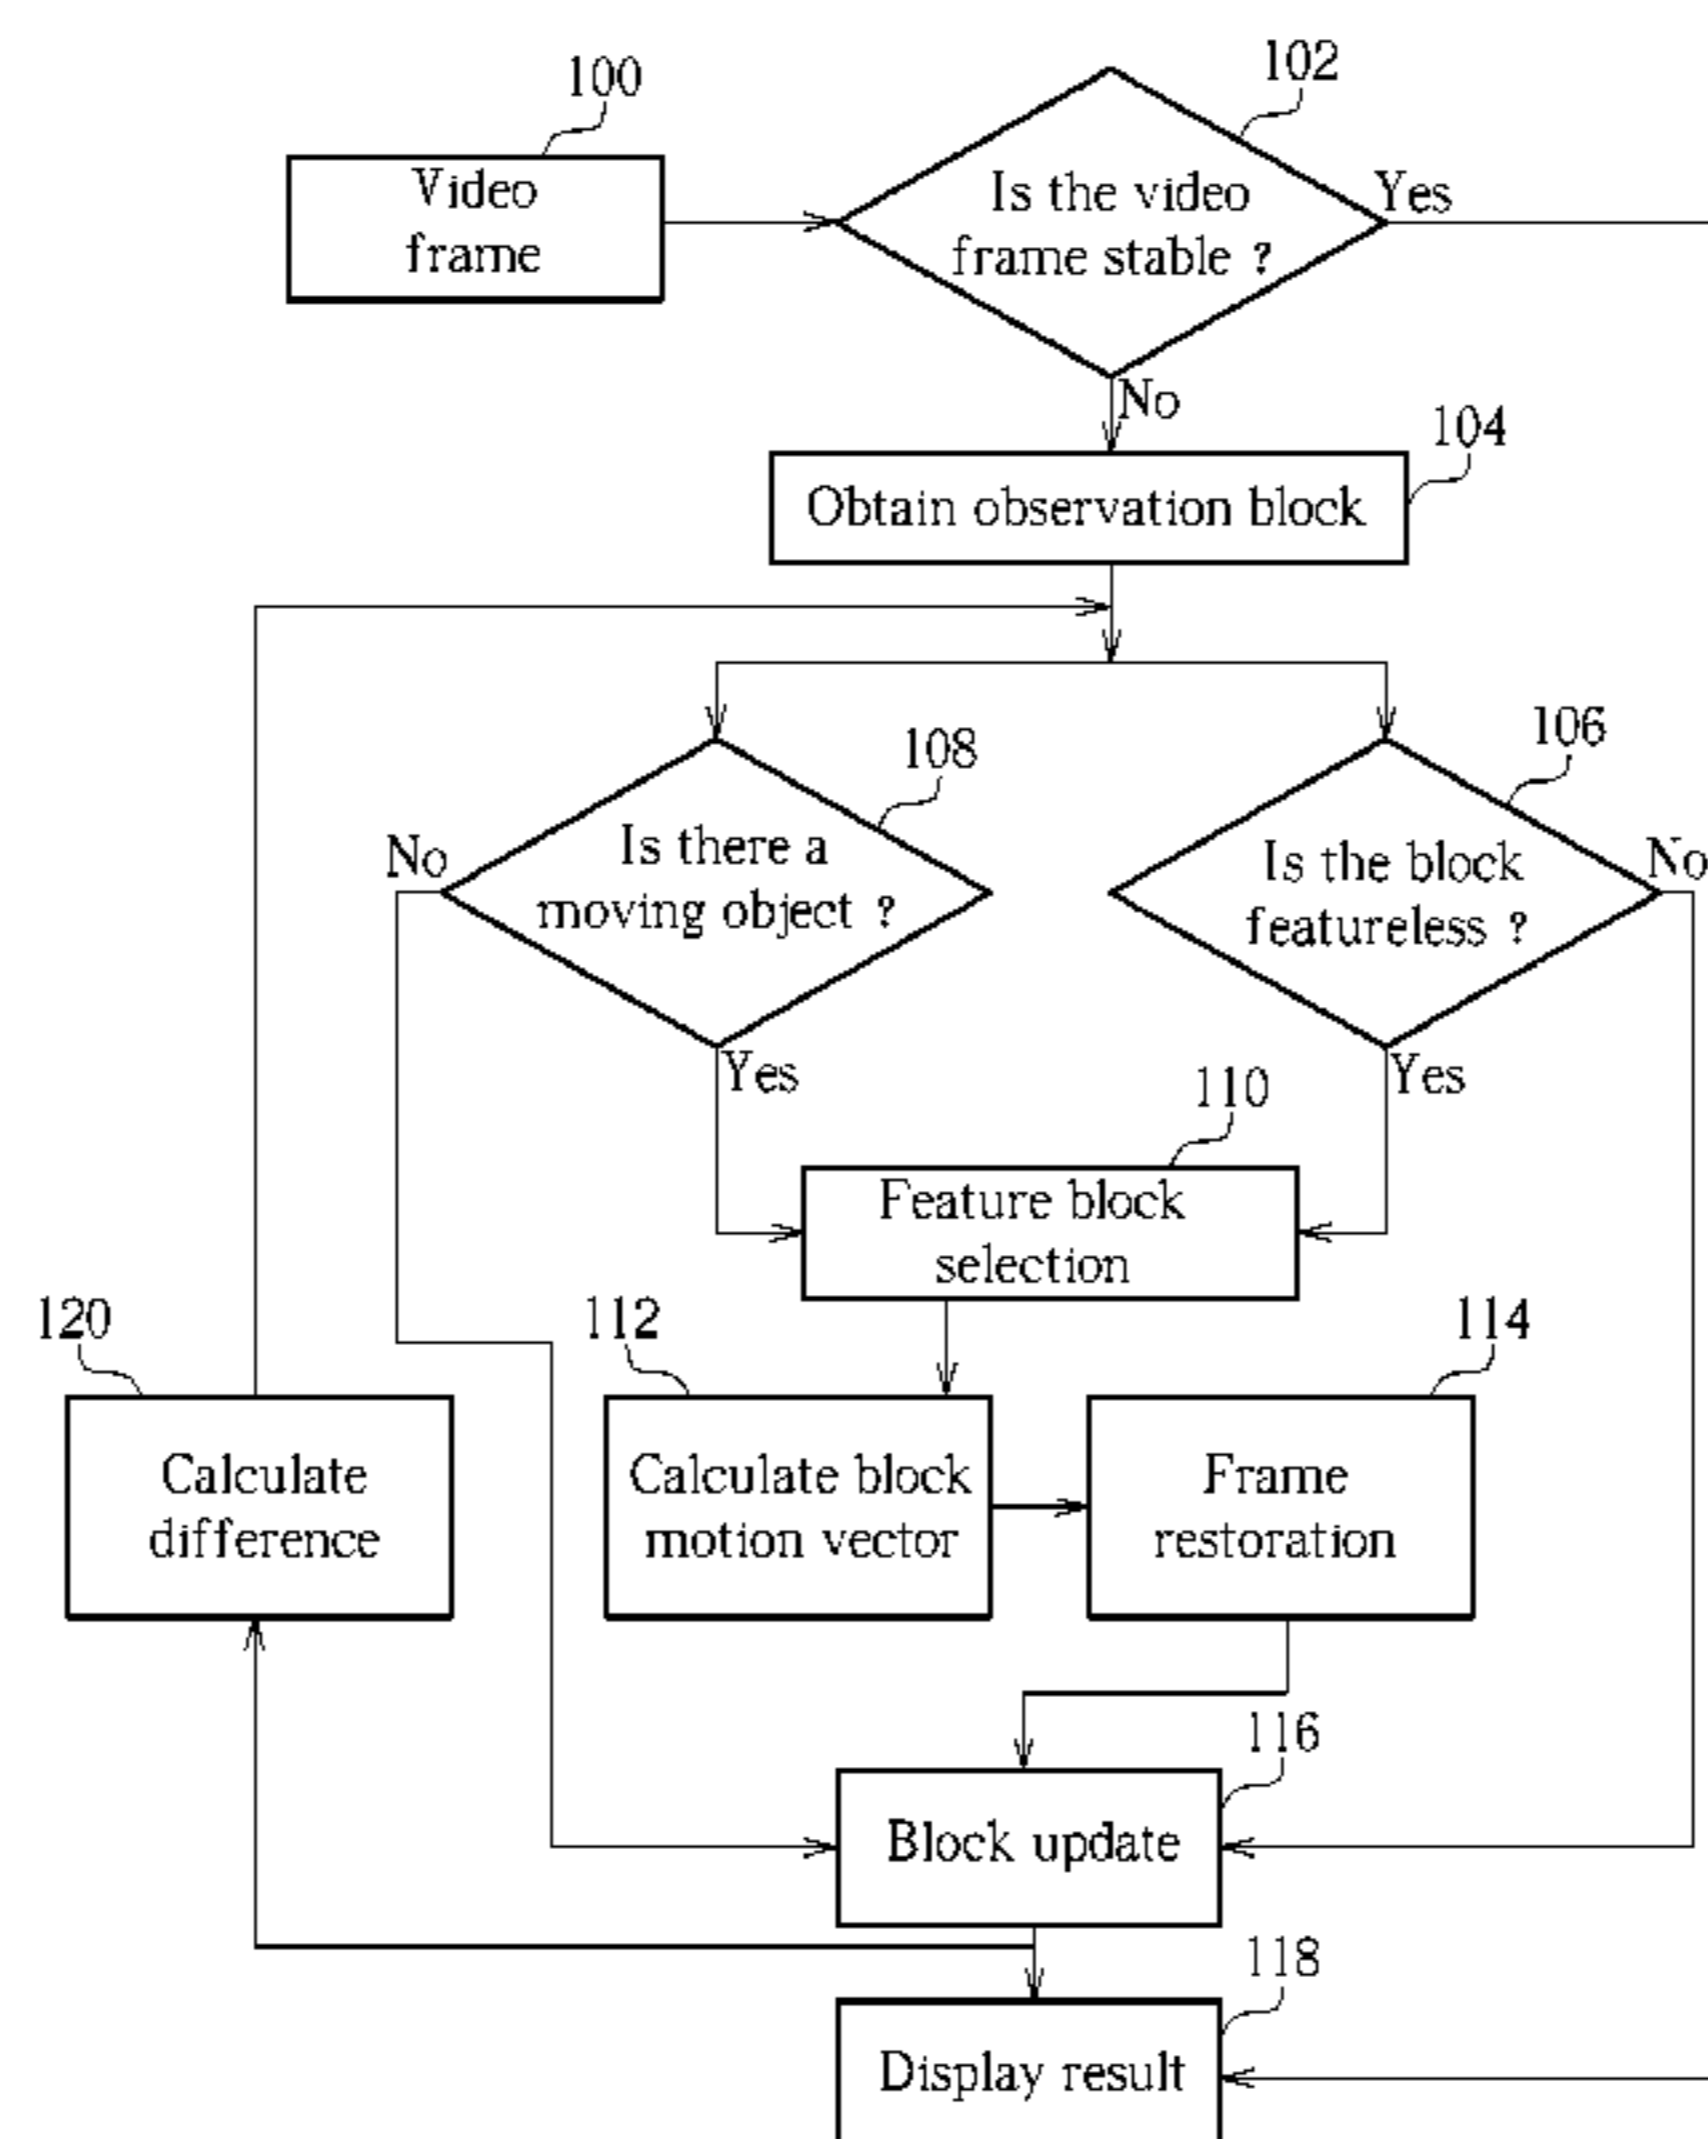 100
102
Video
frame
Is the video
frame stable ?
Yes
No
104
Obtain observation block
108
106
No
Is there a
moving object ?
Is the block
featureless ?
No
Yes
Yes
110
Feature block
selection
120
112
114
Calculate
difference
Calculate block
motion vector
Frame
restoration
116
Block update
118
Display result